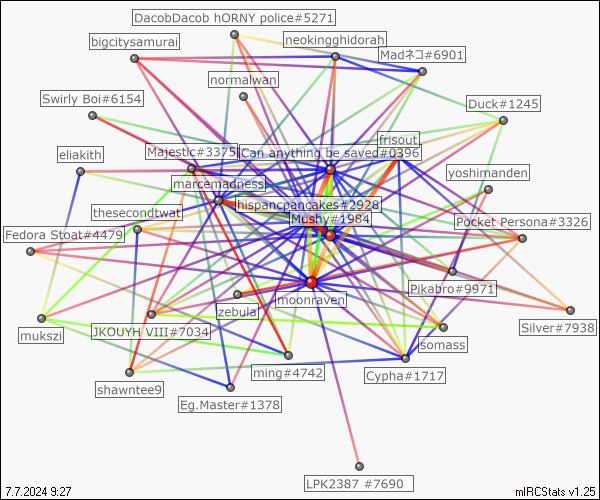 DacobDacob hORNY police#5271
bigcitysamurai
neokingghidorah
Madネコ#6901
normalwan
Swirly Boi#6154
Duck#1245
frisout
eliakith
Majestic#3375
Can anything be saved#0396
yoshimanden
marcemadness
hispancpancakes#2928
thesecondtwat
Mushy#1984
Pocket Persona#3326
Fedora Stoat#4479
Pikabro#9971
moonraven
zebula
mukszi
JKOUYH VIII#7034
Silver#7938
somass
ming#4742
Cypha#1717
shawntee9
Eg.Master#1378
LPK2387 #7690
7.7.2024 9:27
mIRCStats v1.25